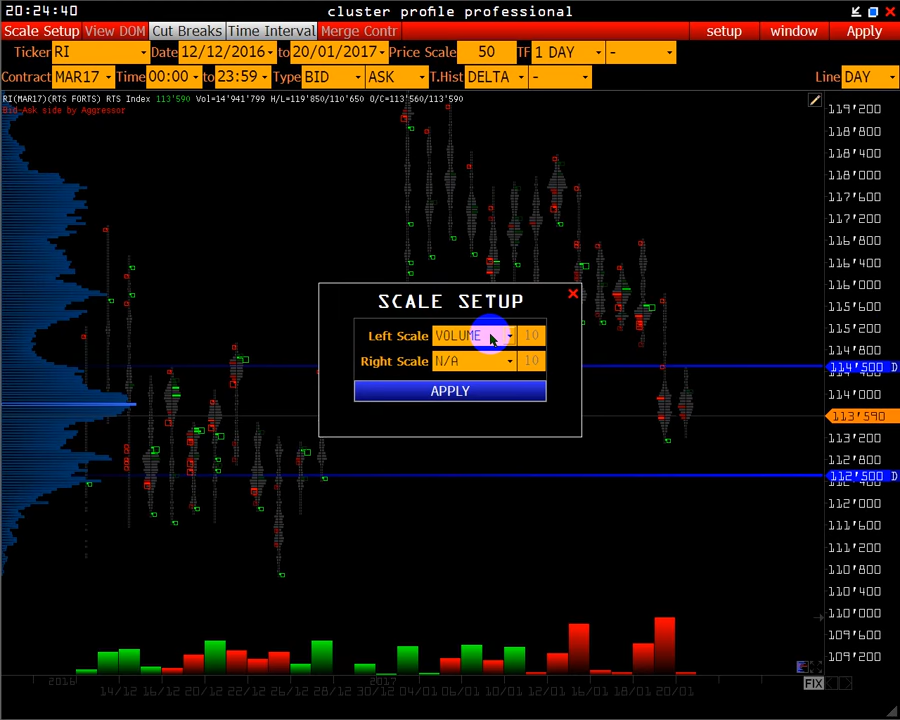 20:24:40 cluster profile professional
Scale Setup View DOM Cut Breaks Time Interval Merge Contr setup window Apply
Ticker RI Date 12/12/2016 to 20/01/2017 Price Scale 50 TF 1 DAY -
Contract MAR17 Time 00:00 to 23:59 Type BID ASK T.Hist DELTA - Line DAY
RI(MAR17)(RTS FORTS) RTS Index 113'590 Vol=14'941'799 H/L=119'850/110'650 O/C=113'560/113'590
Bid-Ask side by Aggressor
119'200
118'800
118'400
118'000
117'600
117'200
116'800
116'400
116'000
115'600
115'200
114'800
114'500 D
114'000
113'590
113'200
112'800
112'500 D
112'000
111'600
111'200
110'800
110'400
110'000
109'600
109'200
SCALE SETUP
Left Scale VOLUME 10
Right Scale N/A 10
APPLY
2016 2017
14/12 16/12 20/12 22/12 26/12 28/12 30/12 04/01 06/01 10/01 12/01 16/01 18/01 20/01
FIX